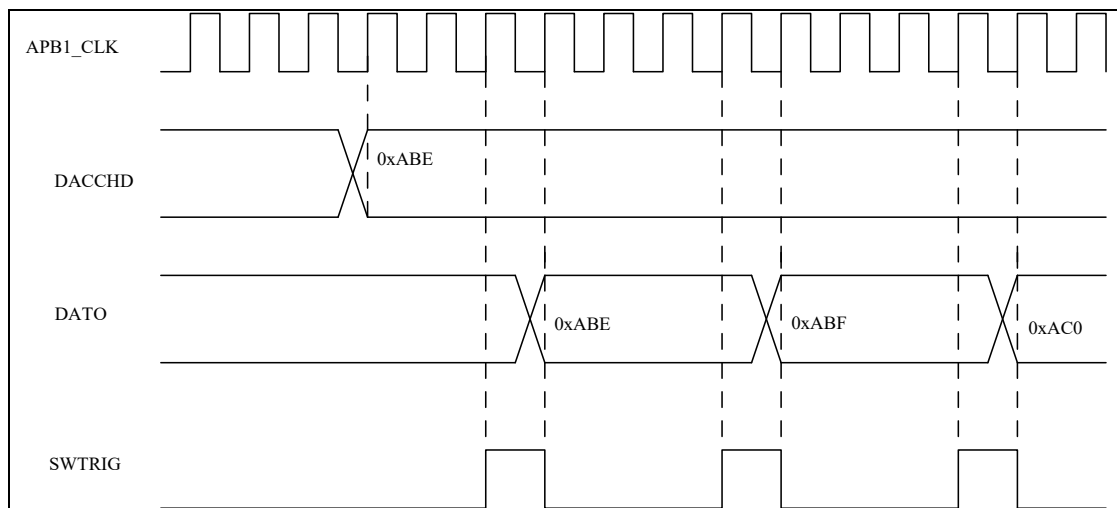 APB1_CLK
0xABE
DACCHD
DATO
0xABE
0xABF
0xAC0
SWTRIG